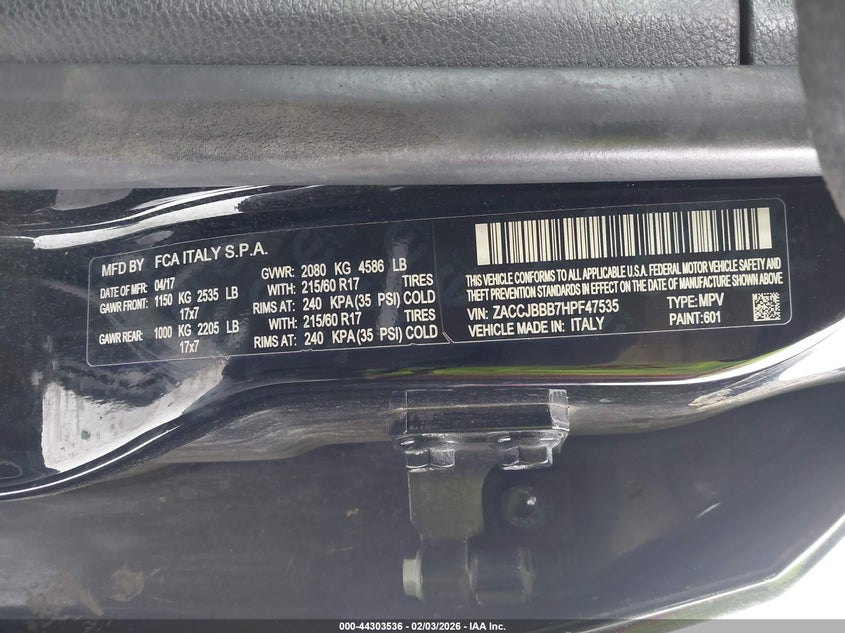 MFD BY FCA ITALY S.P.A.
DATE OF MFR 04/17 GVWR: 2080 KG 4586 LB
GAWR FRONT: 1150 KG 2535 LB WITH: 215/60 R17 TIRES
17x7 RIMS AT: 240 KPA (35 PSI) COLD
GAWR REAR: 1000 KG 2205 LB WITH: 215/60 R17 TIRES
17x7 RIMS AT: 240 KPA (35 PSI) COLD
THIS VEHICLE CONFORMS TO ALL APPLICABLE U.S.A. FEDERAL MOTOR VEHICLE SAFETY AND
THEFT PREVENTION STANDARDS IN EFFECT ON THE DATE OF MANUFACTURE SHOWN ABOVE
VIN: ZACCJBBB7HPF47535 TYPE: MPV
VEHICLE MADE IN: ITALY PAINT: 601
000-44303536 - 02/03/2026 - IAA Inc.